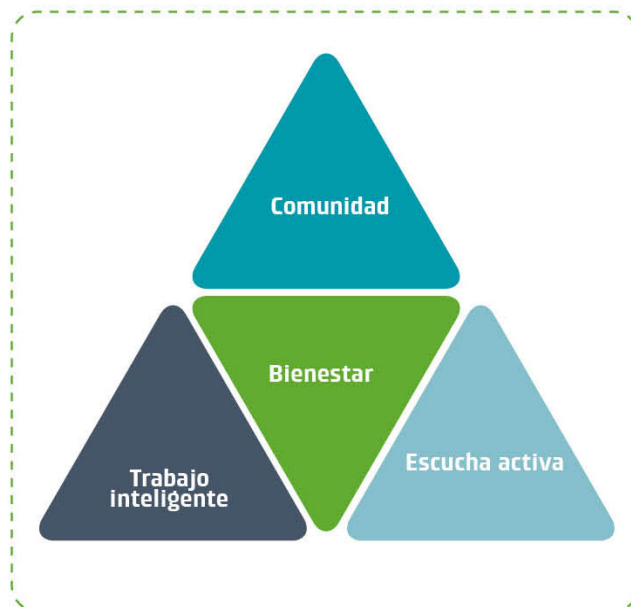 Comunidad
Bienestar
Escucha activa
Trabajo
inteligente